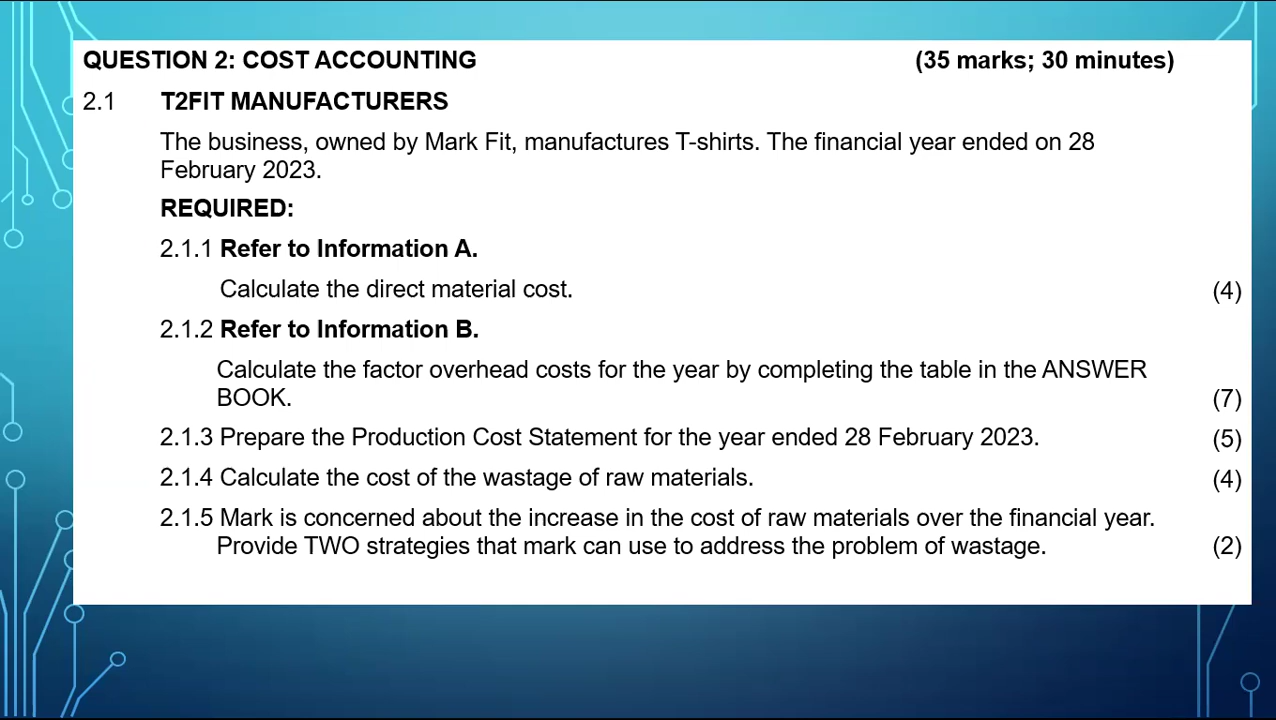 QUESTION 2: COST ACCOUNTING (35 marks; 30 minutes)
2.1 T2FIT MANUFACTURERS
The business, owned by Mark Fit, manufactures T-shirts. The financial year ended on 28
February 2023.
REQUIRED:
2.1.1 Refer to Information A.
Calculate the direct material cost. (4)
2.1.2 Refer to Information B.
Calculate the factor overhead costs for the year by completing the table in the ANSWER
BOOK. (7)
2.1.3 Prepare the Production Cost Statement for the year ended 28 February 2023. (5)
2.1.4 Calculate the cost of the wastage of raw materials. (4)
2.1.5 Mark is concerned about the increase in the cost of raw materials over the financial year.
Provide TWO strategies that mark can use to address the problem of wastage. (2)